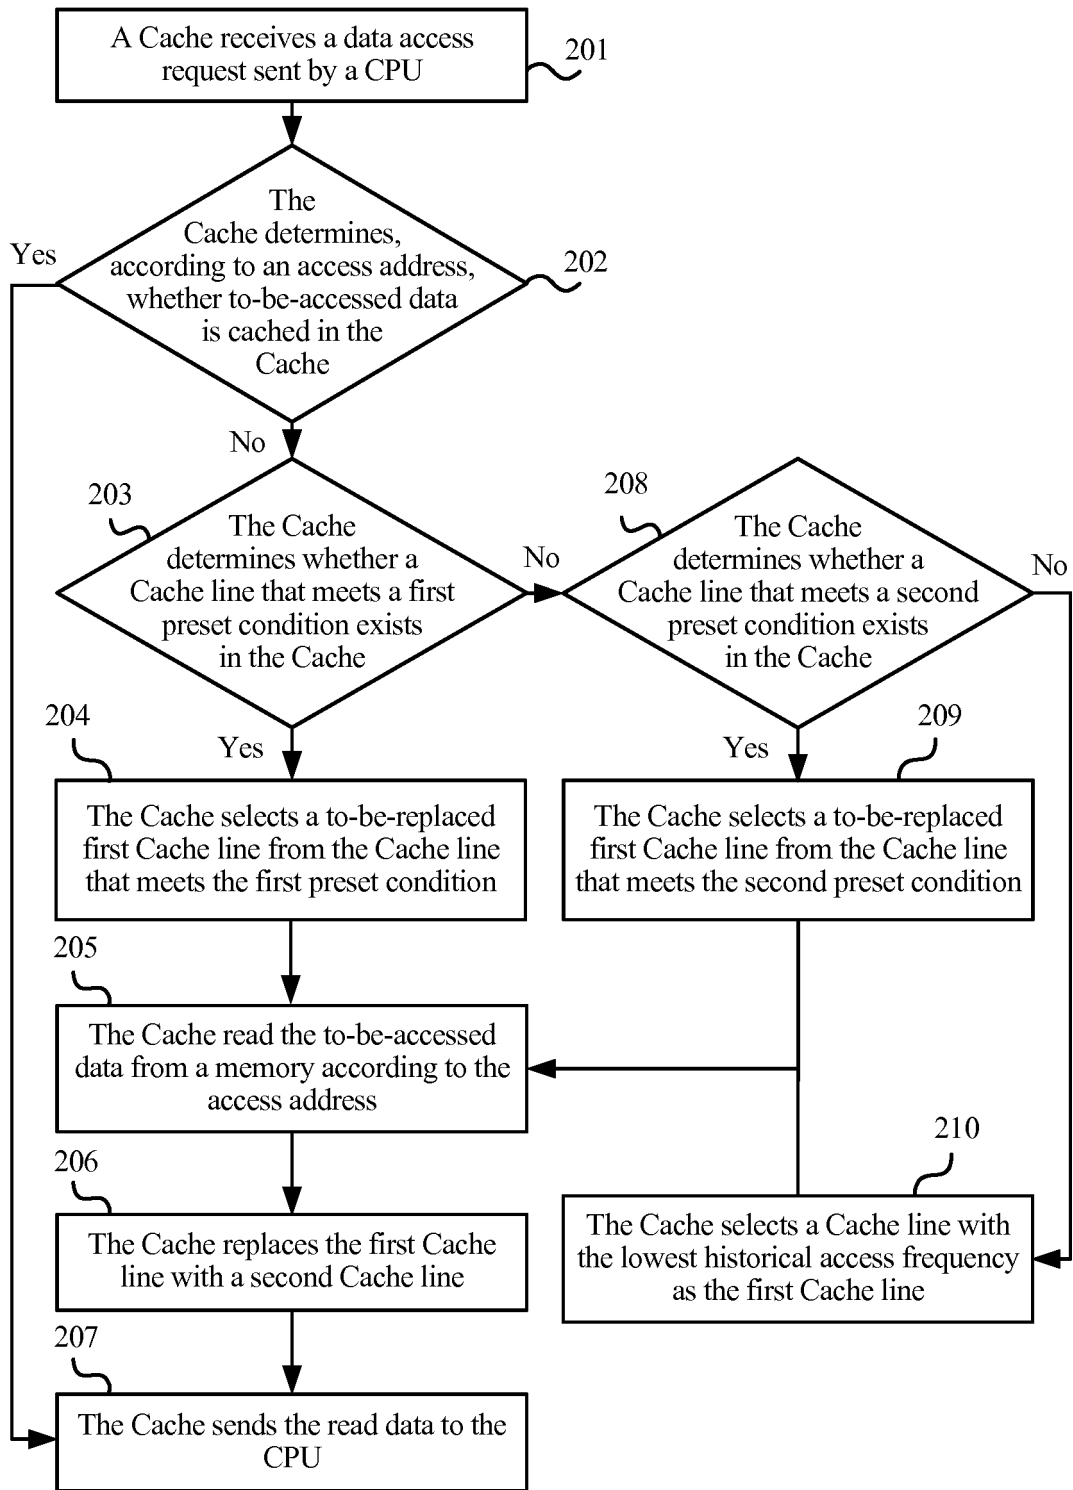 A Cache receives a data access
request sent by a CPU
201
The
Cache determines,
according to an access address,
whether to-be-accessed data
is cached in the
Cache
202
Yes
No
203
The Cache
determines whether a
Cache line that meets a first
preset condition exists
in the Cache
No
208
The Cache
determines whether a
Cache line that meets a second
preset condition exists
in the Cache
No
204
Yes
The Cache selects a to-be-replaced
first Cache line from the Cache line
that meets the first preset condition
Yes
209
The Cache selects a to-be-replaced
first Cache line from the Cache line
that meets the second preset condition
205
The Cache read the to-be-accessed
data from a memory according to the
access address
206
The Cache replaces the first Cache
line with a second Cache line
210
The Cache selects a Cache line with
the lowest historical access frequency
as the first Cache line
207
The Cache sends the read data to the
CPU